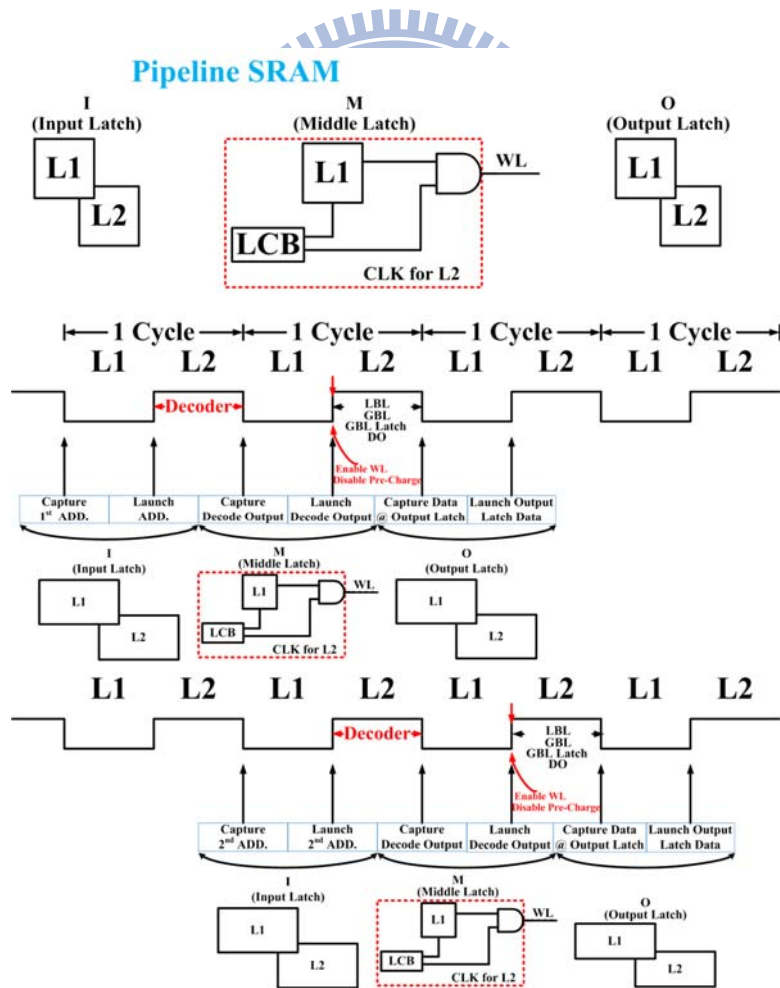 Pipeline SRAM
I
(Input Latch)
M
(Middle Latch)
O
(Output Latch)
L1
L2
L1
LCB
WL
CLK for L2
L1
L2
1 Cycle
1 Cycle
1 Cycle
1 Cycle
L1 L2 L1 L2 L1 L2 L1 L2
Decoder
LBL
GBL
GBL Latch
DO
Enable WL
Disable Pre-Charge
Capture
1st ADD.
Launch
ADD.
Capture
Decode Output
Launch
Decode Output
Capture Data
@ Output Latch
Launch Output
Latch Data
I
(Input Latch)
M
(Middle Latch)
O
(Output Latch)
L1
L2
L1
LCB
WL
CLK for L2
L1
L2
L1 L2 L1 L2 L1 L2 L1 L2
Decoder
LBL
GBL
GBL Latch
DO
Enable WL
Disable Pre-Charge
Capture
2nd ADD.
Launch
2nd ADD.
Capture
Decode Output
Launch
Decode Output
Capture Data
@ Output Latch
Launch Output
Latch Data
I
(Input Latch)
M
(Middle Latch)
O
(Output Latch)
L1
L2
L1
LCB
WL
CLK for L2
L1
L2